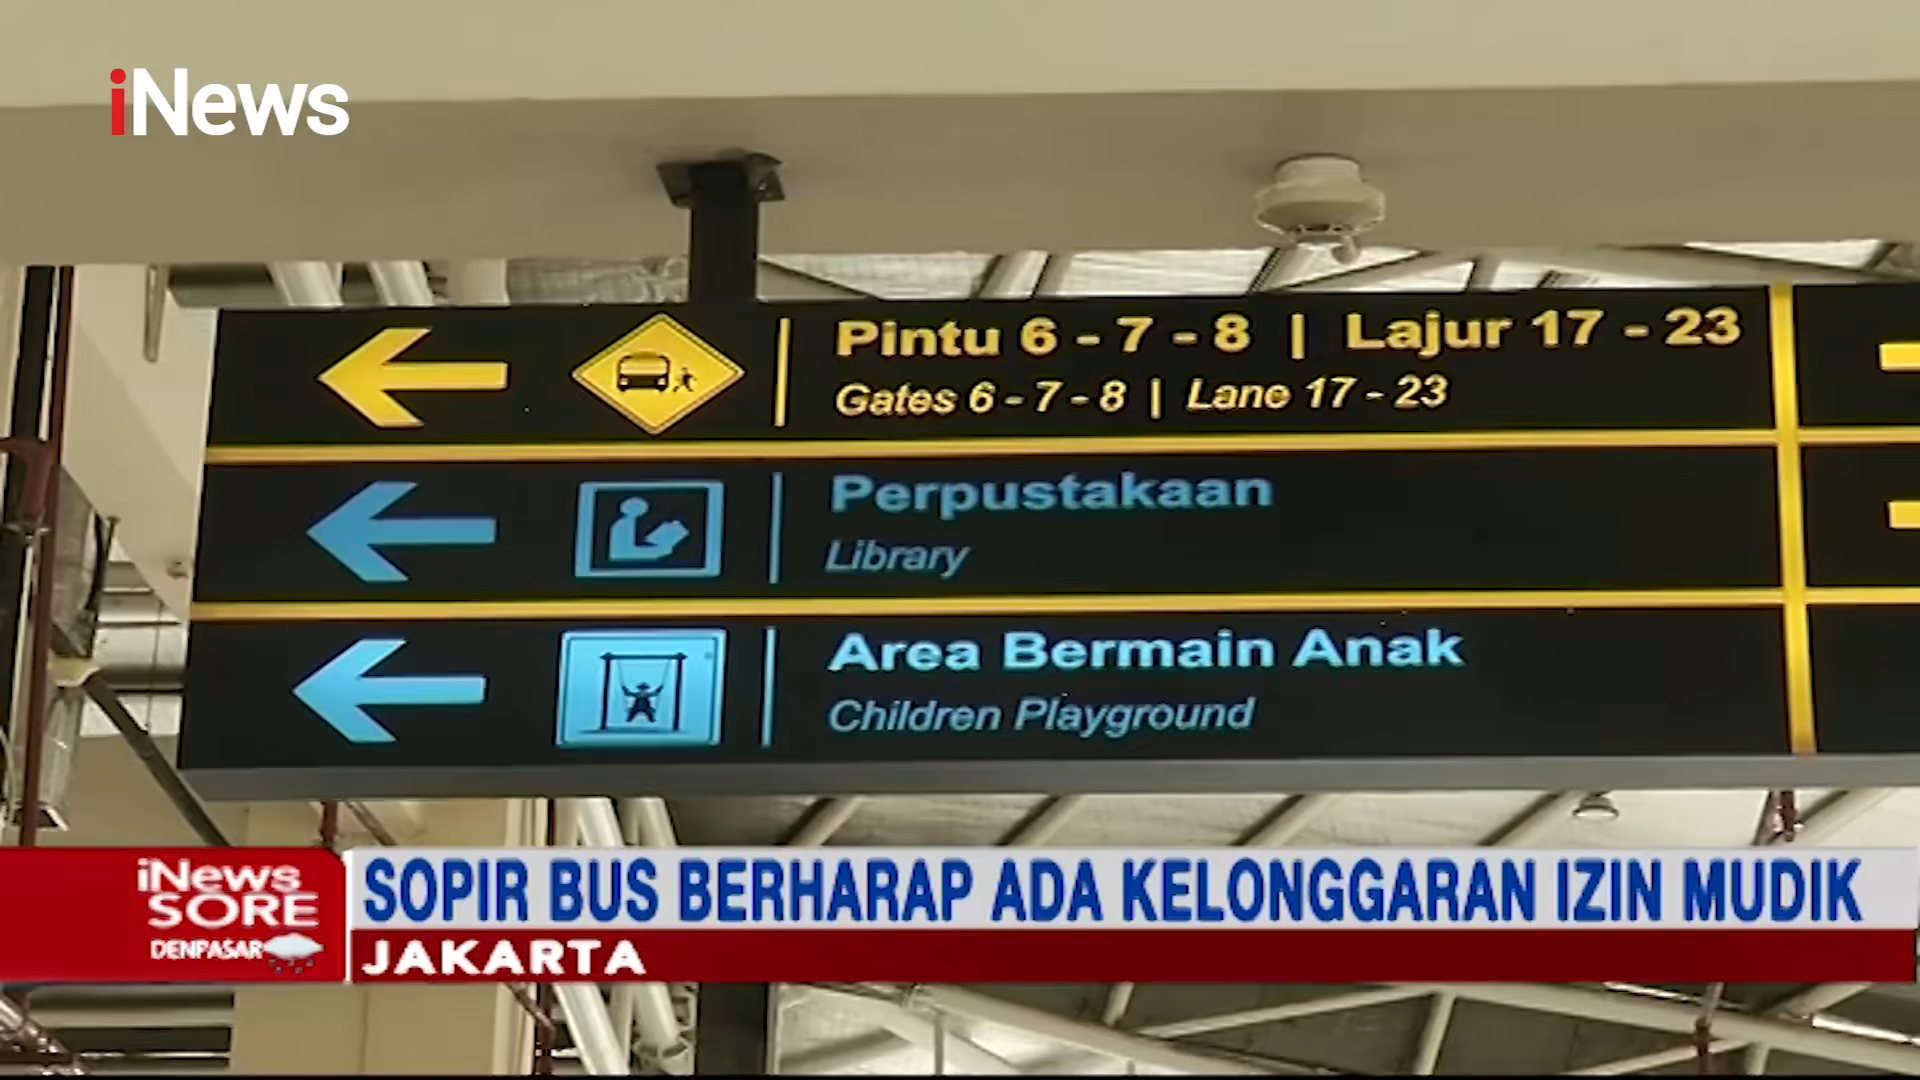 iNews
Pintu 6 - 7 - 8 | Lajur 17 - 23
Gates 6 - 7 - 8 | Lane 17 - 23
Perpustakaan
Library
Area Bermain Anak
Children Playground
iNews
SORE
DENPASAR
SOPIR BUS BERHARAP ADA KELONGGARAN IZIN MUDIK
JAKARTA